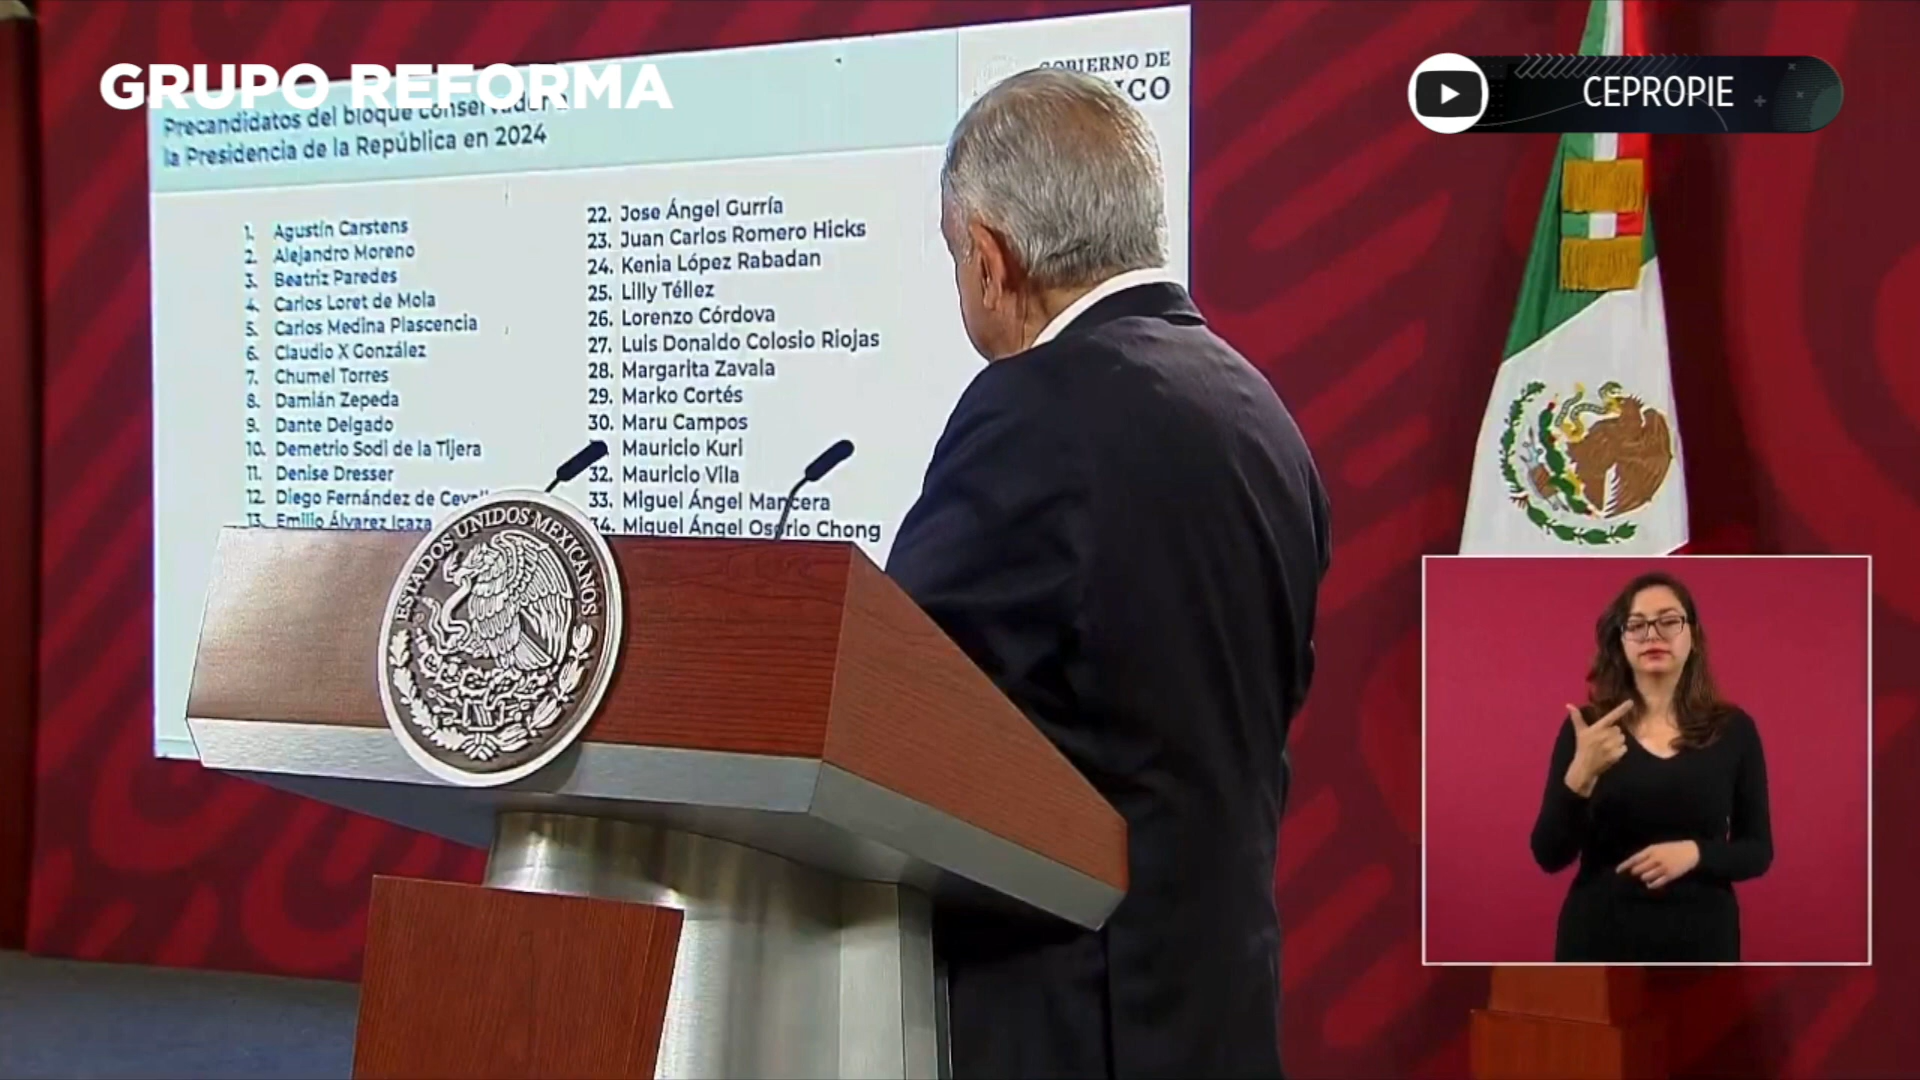 GRUPO REFORMA
CEPROPIE
GOBIERNO DE
Precandidatos del bloque conservador a
la Presidencia de la República en 2024
1. Agustín Carstens
2. Alejandro Moreno
3. Beatriz Paredes
4. Carlos Loret de Mola
5. Carlos Medina Plascencia
6. Claudio X González
7. Chumel Torres
8. Damián Zepeda
9. Dante Delgado
10. Demetrio Sodi de la Tijera
11. Denise Dresser
12. Diego Fernández de
13. Emilio Álvarez Icaza
22. Jose Ángel Gurría
23. Juan Carlos Romero Hicks
24. Kenia López Rabadan
25. Lilly Téllez
26. Lorenzo Córdova
27. Luis Donaldo Colosio Riojas
28. Margarita Zavala
29. Marko Cortés
30. Maru Campos
Mauricio Kuri
32. Mauricio Vila
33. Miguel Ángel Mancera
34. Miguel Ángel Osorio Chong
ESTADOS UNIDOS MEXICANOS